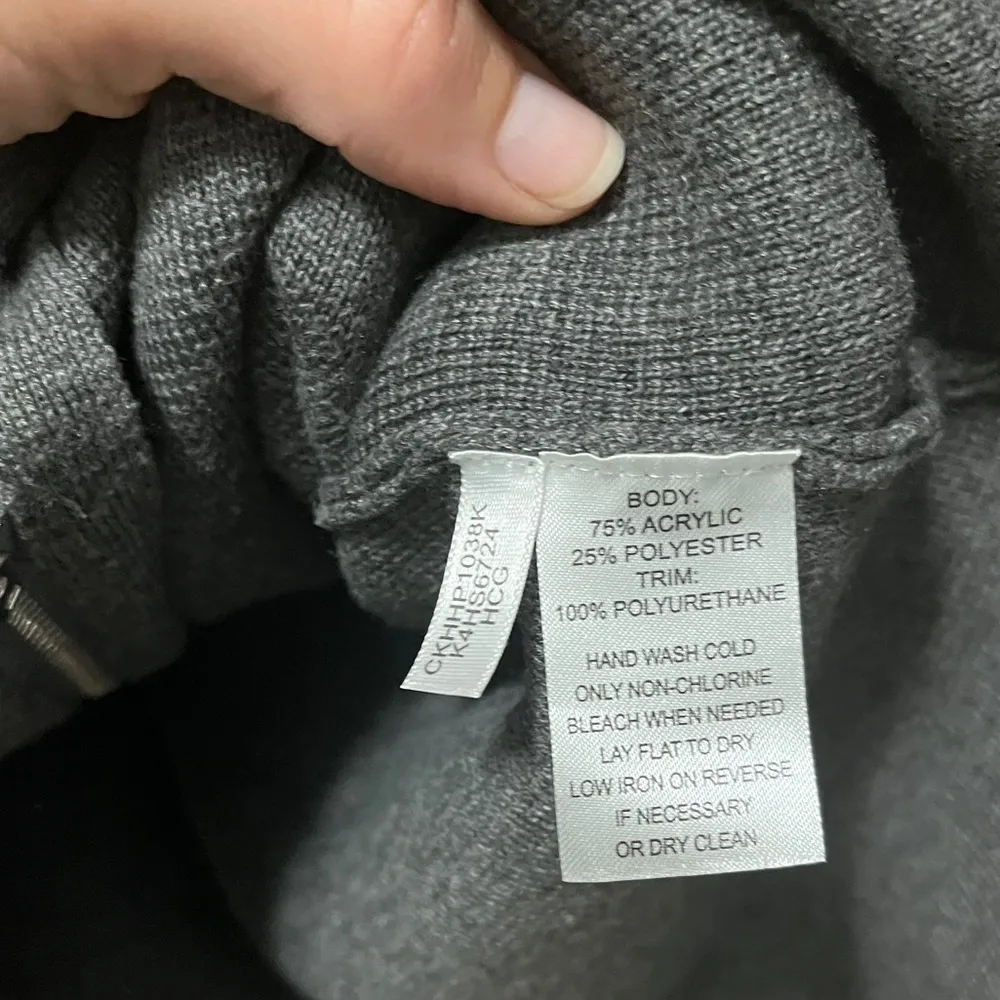 CKHHP1038K
K4HS6724
HCG
BODY:
75% ACRYLIC
25% POLYESTER
TRIM:
100% POLYURETHANE
HAND WASH COLD
ONLY NON-CHLORINE
BLEACH WHEN NEEDED
LAY FLAT TO DRY
LOW IRON ON REVERSE
IF NECESSARY
OR DRY CLEAN